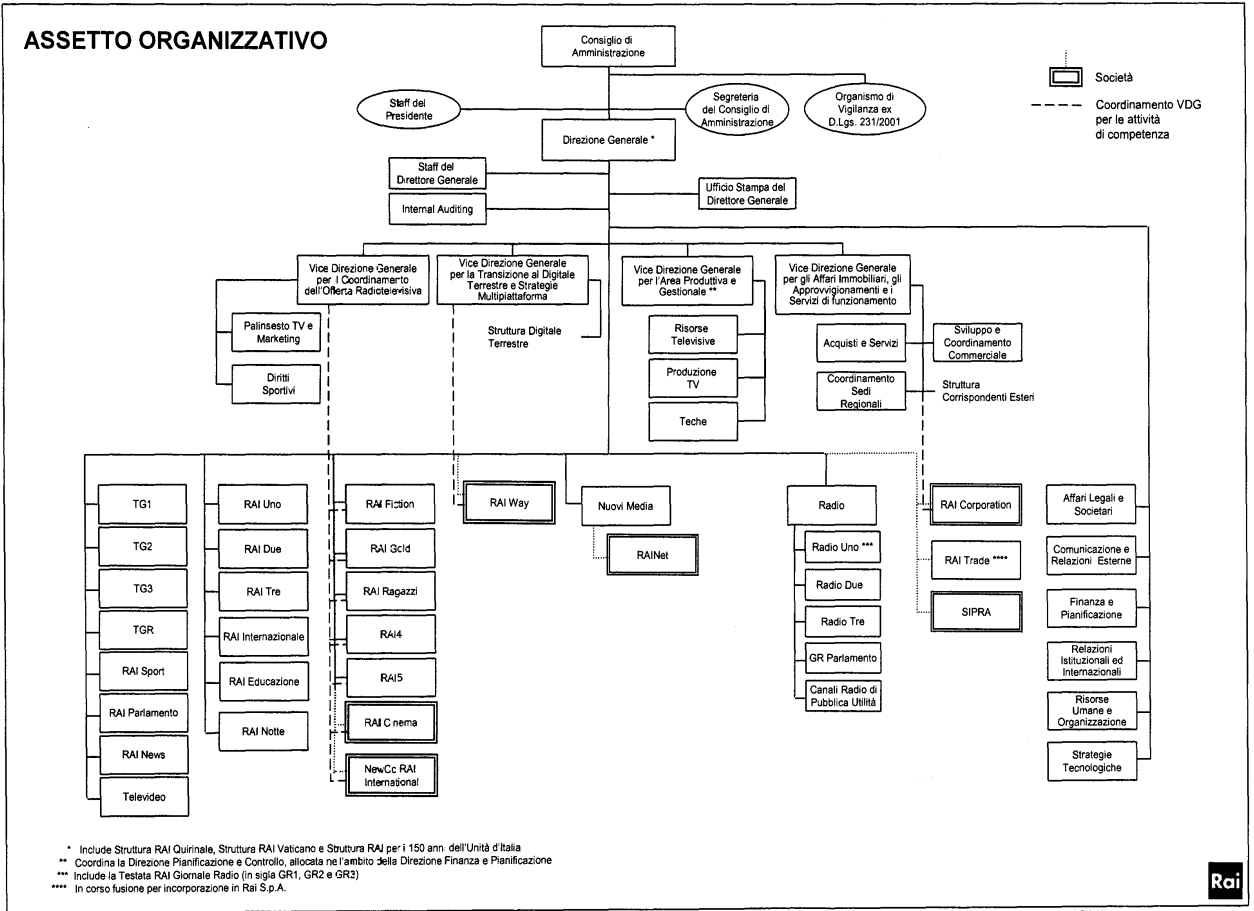 ASSETTO ORGANIZZATIVO
Consiglio di
Amministrazione
Società
Coordinamento VDG
per le attività
di competenza
Staff del
Presidente
Segreteria
del Consiglio di
Amministrazione
Organismo di
Vigilanza ex
D.Lgs. 231/2001
Direzione Generale *
Staff del
Direttore Generale
Ufficio Stampa del
Direttore Generale
Internal Auditing
Vice Direzione Generale
per il Coordinamento
dell'Offerta Radiotelevisiva
Vice Direzione Generale
per la Transizione al Digitale
Terrestre e Strategie
Multipiattaforma
Vice Direzione Generale
per l'Area Produttiva e
Gestionale **
Vice Direzione Generale
per gli Affari Immobiliari, gli
Approvvigionamenti e i
Servizi di funzionamento
Palinsesto TV e
Marketing
Diritti
Sportivi
Struttura Digitale
Terrestre
Risorse
Televisive
Produzione
TV
Teche
Acquisti e Servizi
Sviluppo e
Coordinamento
Commerciale
Coordinamento
Sedi
Regionali
Struttura
Corrispondenti Esteri
TG1
TG2
TG3
TGR
RAI Sport
RAI Parlamento
RAI News
Televideo
RAI Uno
RAI Due
RAI Tre
RAI Internazionale
RAI Educazione
RAI Notte
RAI Fiction
RAI Gold
RAI Ragazzi
RAI4
RAI5
RAI Cinema
NewCo RAI
International
RAI Way
Nuovi Media
RAINet
Radio
Radio Uno ***
Radio Due
Radio Tre
GR Parlamento
Canali Radio di
Pubblica Utilità
RAI Corporation
RAI Trade ****
SIPRA
Affari Legali e
Societari
Comunicazione e
Relazioni Esterne
Finanza e
Pianificazione
Relazioni
Istituzionali ed
Internazionali
Risorse
Umane e
Organizzazione
Strategie
Tecnologiche
* Include Struttura RAI Quirinale, Struttura RAI Vaticano e Struttura RAI per i 150 anni dell'Unità d'Italia
** Coordina la Direzione Pianificazione e Controllo, allocata nell'ambito della Direzione Finanza e Pianificazione
*** Include la Testata RAI Giornale Radio (in sigla GR1, GR2 e GR3)
**** In corso fusione per incorporazione in Rai S.p.A.
Rai